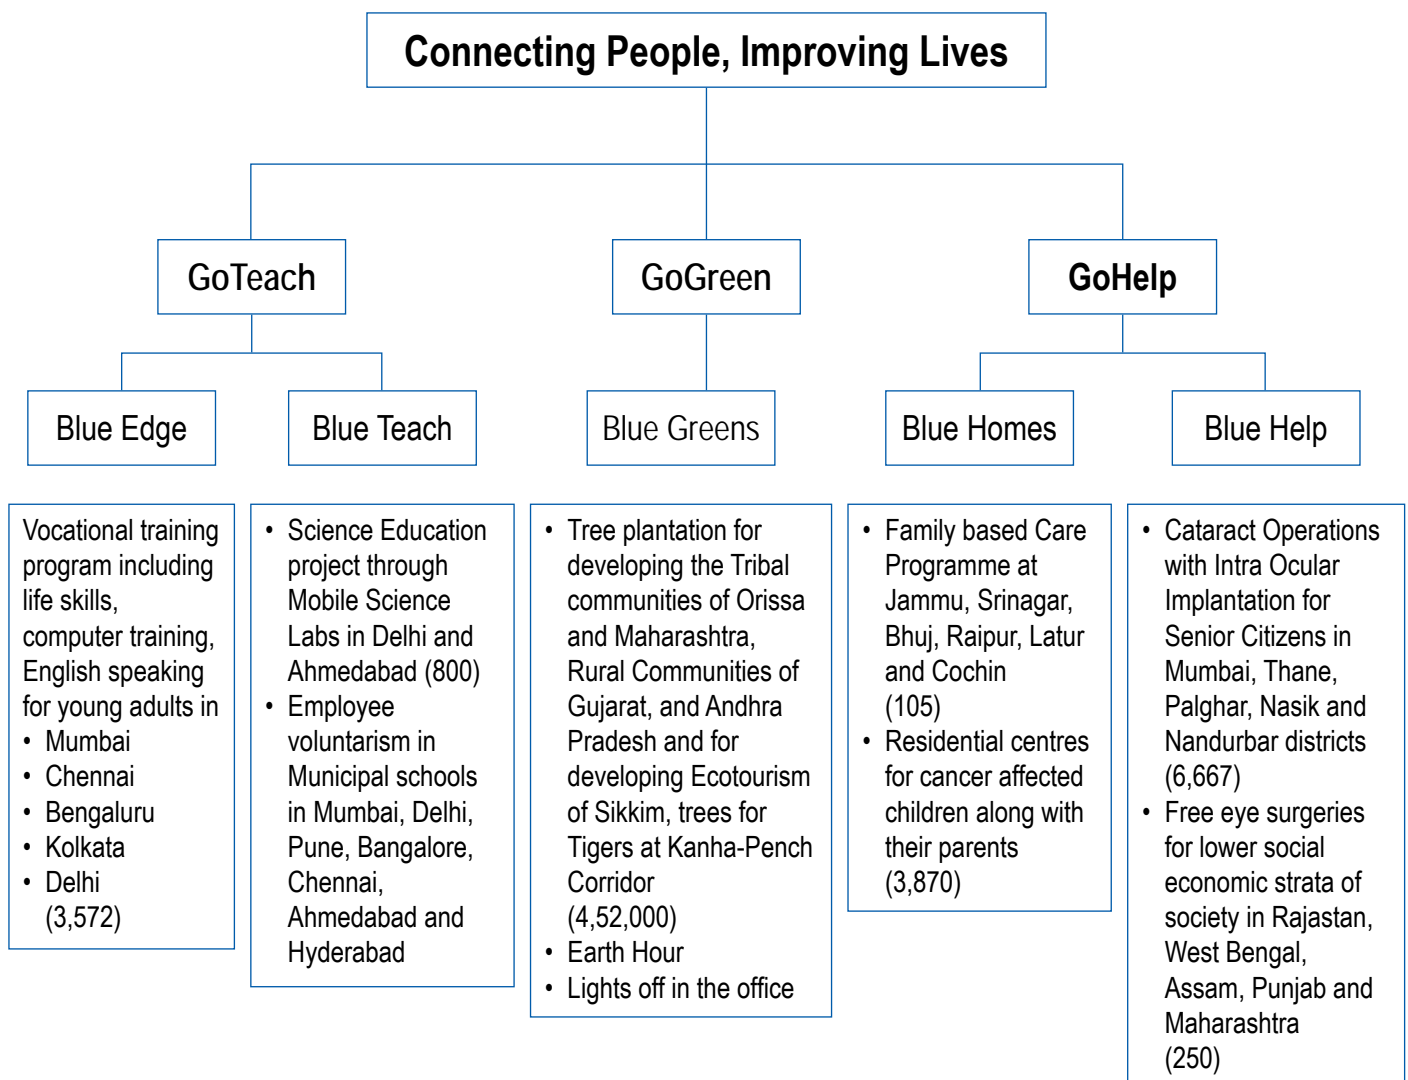 Connecting People, Improving Lives
GoTeach
GoGreen
GoHelp
Blue Edge
Blue Teach
Blue Greens
Blue Homes
Blue Help
Vocational training
program including
life skills,
computer training,
English speaking
for young adults in
• Mumbai
• Chennai
• Bengaluru
• Kolkata
• Delhi
(3,572)
• Science Education
project through
Mobile Science
Labs in Delhi and
Ahmedabad (800)
• Employee
voluntarism in
Municipal schools
in Mumbai, Delhi,
Pune, Bangalore,
Chennai,
Ahmedabad and
Hyderabad
• Tree plantation for
developing the Tribal
communities of Orissa
and Maharashtra,
Rural Communities of
Gujarat, and Andhra
Pradesh and for
developing Ecotourism
of Sikkim, trees for
Tigers at Kanha-Pench
Corridor
(4,52,000)
• Earth Hour
• Lights off in the office
• Family based Care
Programme at
Jammu, Srinagar,
Bhuj, Raipur, Latur
and Cochin
(105)
• Residential centres
for cancer affected
children along with
their parents
(3,870)
• Cataract Operations
with Intra Ocular
Implantation for
Senior Citizens in
Mumbai, Thane,
Palghar, Nasik and
Nandurbar districts
(6,667)
• Free eye surgeries
for lower social
economic strata of
society in Rajastan,
West Bengal,
Assam, Punjab and
Maharashtra
(250)